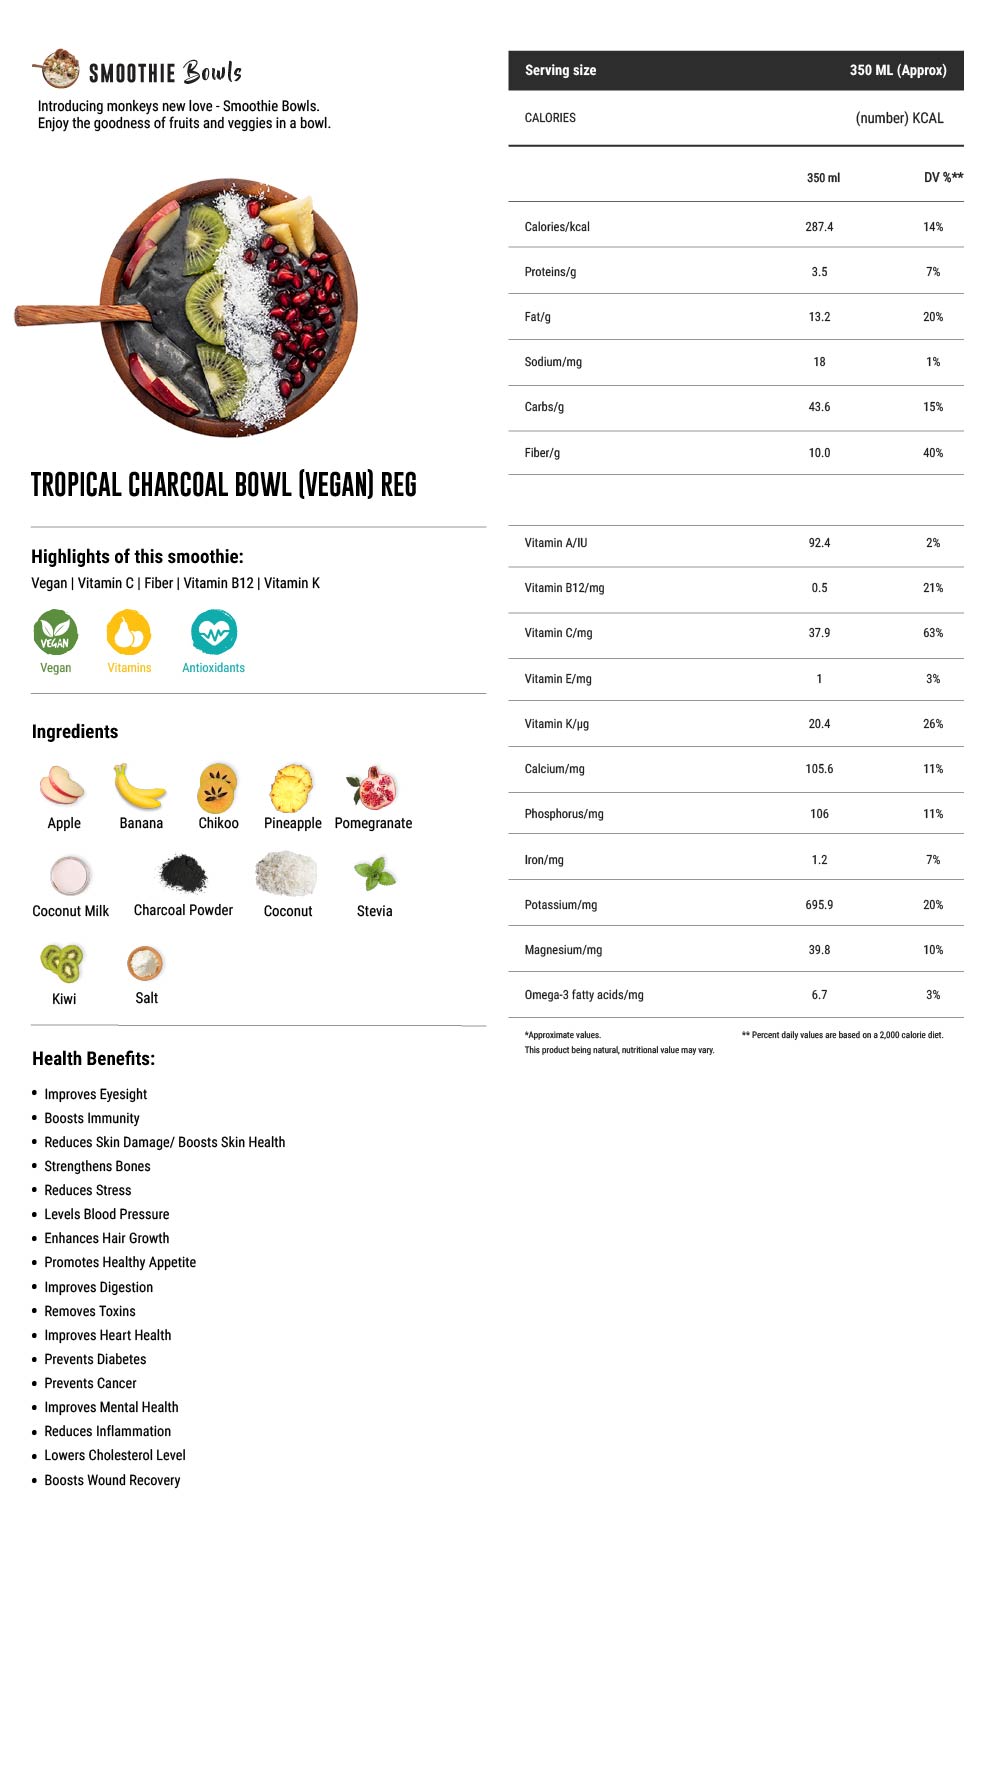 SMOOTHIE Bowls
Introducing monkeys new love - Smoothie Bowls.
Enjoy the goodness of fruits and veggies in a bowl.
TROPICAL CHARCOAL BOWL (VEGAN) REG
Highlights of this smoothie:
Vegan | Vitamin C | Fiber | Vitamin B12 | Vitamin K
VEGAN
Vegan Vitamins Antioxidants
Ingredients
Apple Banana Chikoo Pineapple Pomegranate
Coconut Milk Charcoal Powder Coconut Stevia
Kiwi Salt
Health Benefits:
• Improves Eyesight
• Boosts Immunity
• Reduces Skin Damage/ Boosts Skin Health
• Strengthens Bones
• Reduces Stress
• Levels Blood Pressure
• Enhances Hair Growth
• Promotes Healthy Appetite
• Improves Digestion
• Removes Toxins
• Improves Heart Health
• Prevents Diabetes
• Prevents Cancer
• Improves Mental Health
• Reduces Inflammation
• Lowers Cholesterol Level
• Boosts Wound Recovery
Serving size 350 ML (Approx)
CALORIES (number) KCAL
350 ml DV %**
Calories/kcal 287.4 14%
Proteins/g 3.5 7%
Fat/g 13.2 20%
Sodium/mg 18 1%
Carbs/g 43.6 15%
Fiber/g 10.0 40%
Vitamin A/IU 92.4 2%
Vitamin B12/mg 0.5 21%
Vitamin C/mg 37.9 63%
Vitamin E/mg 1 3%
Vitamin K/μg 20.4 26%
Calcium/mg 105.6 11%
Phosphorus/mg 106 11%
Iron/mg 1.2 7%
Potassium/mg 695.9 20%
Magnesium/mg 39.8 10%
Omega-3 fatty acids/mg 6.7 3%
*Approximate values. ** Percent daily values are based on a 2,000 calorie diet.
This product being natural, nutritional value may vary.